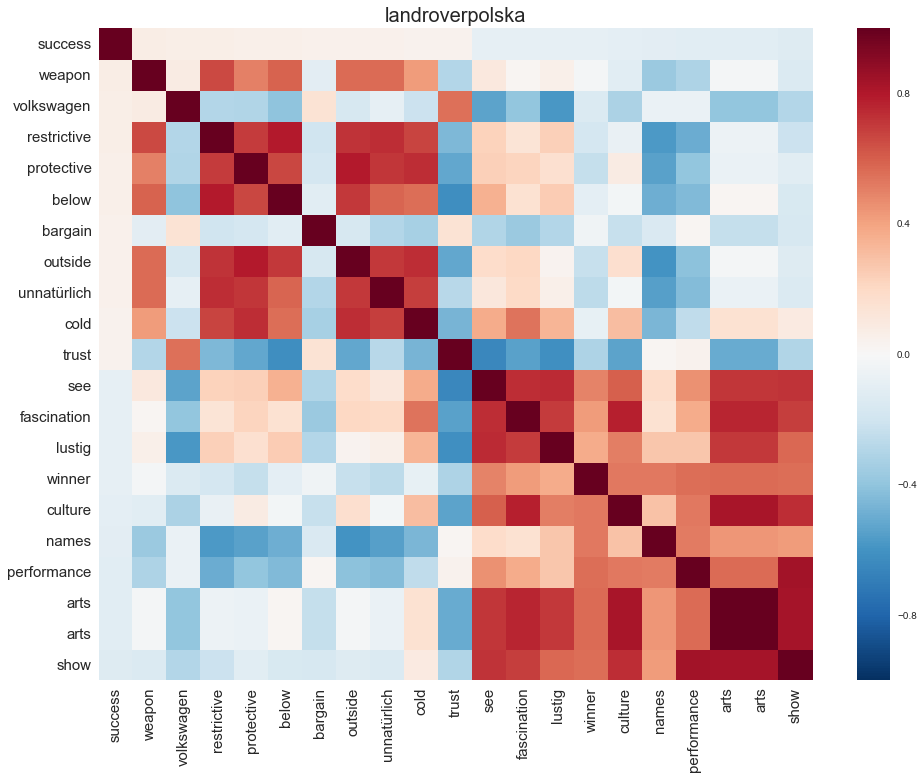 landroverpolska
success
weapon
volkswagen
restrictive
protective
below
bargain
outside
unnatürlich
cold
trust
see
fascination
lustig
winner
culture
names
performance
arts
arts
show
success
weapon
volkswagen
restrictive
protective
below
bargain
outside
unnatürlich
cold
trust
see
fascination
lustig
winner
culture
names
performance
arts
arts
show
0.8
0.4
0.0
−0.4
−0.8